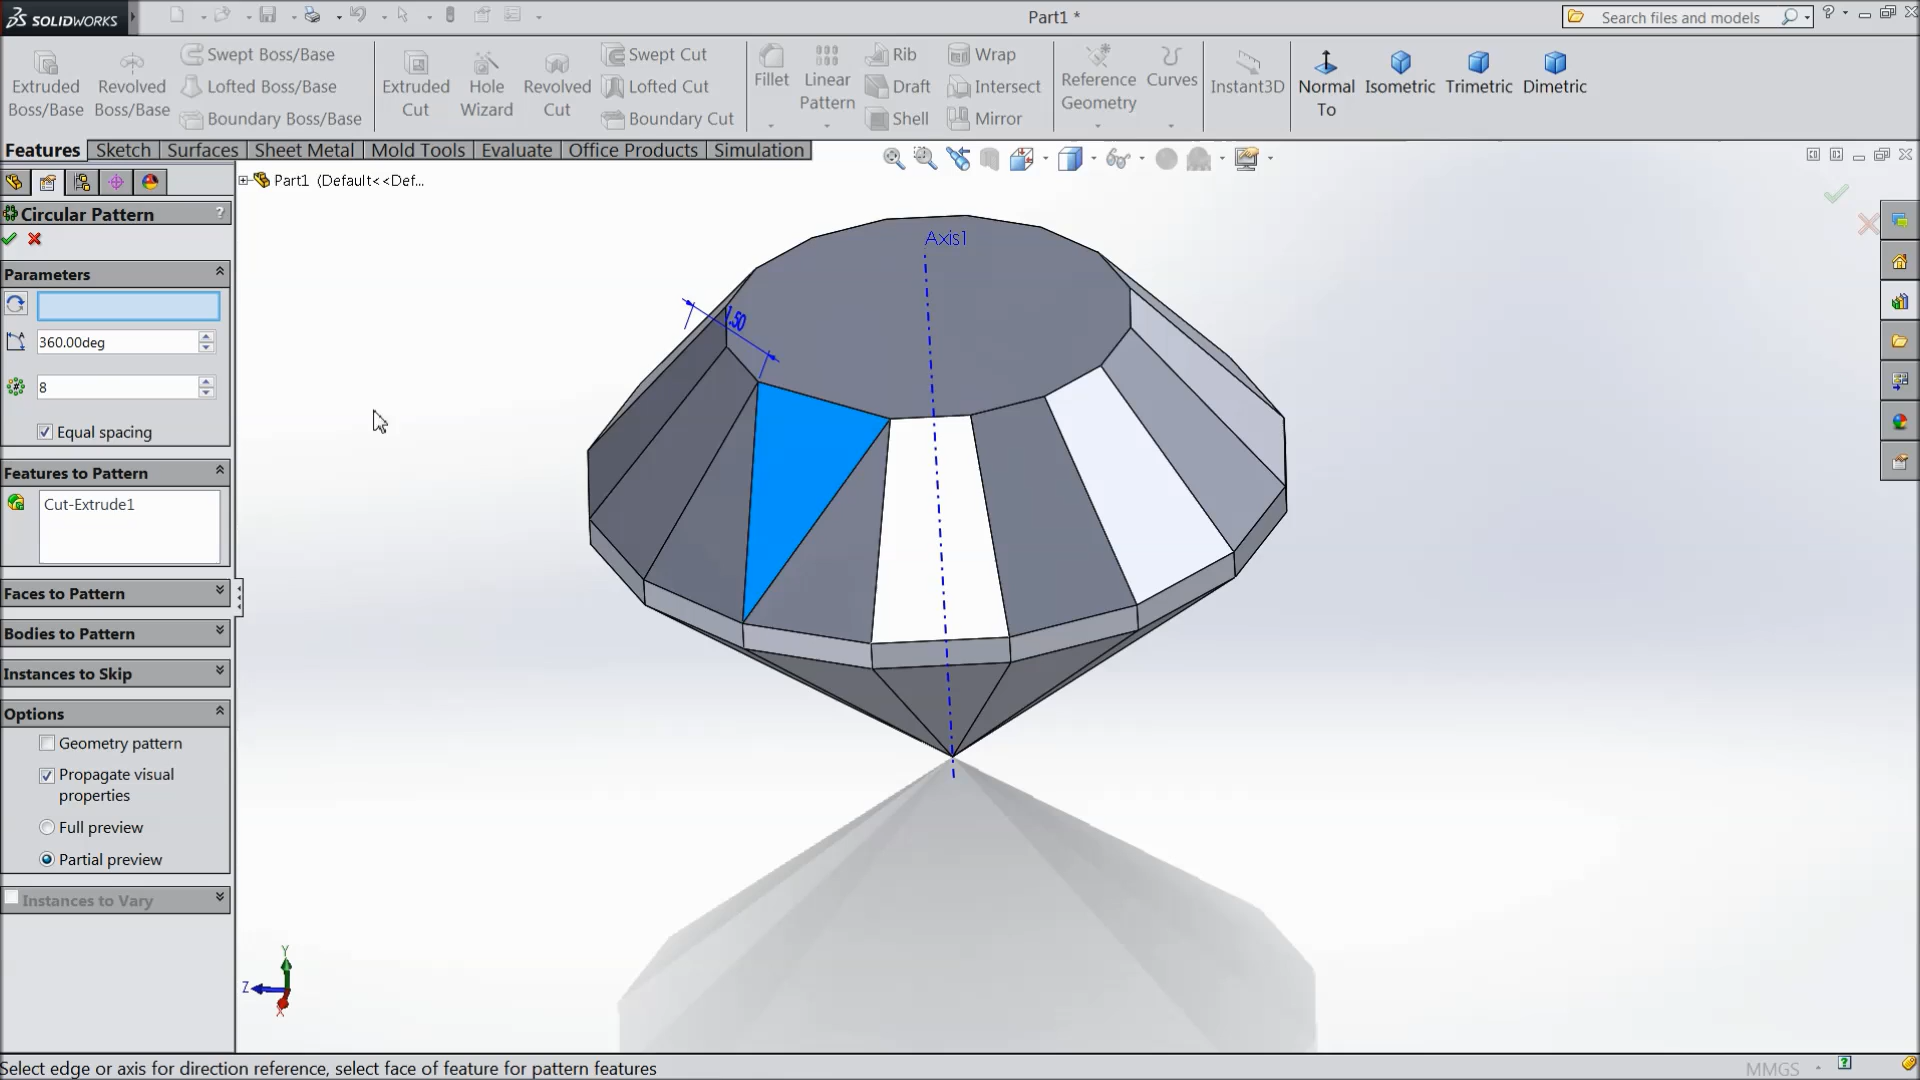 SOLIDWORKS
Part1 *
Search files and models
?
Extruded Boss/Base
Revolved Boss/Base
Swept Boss/Base
Lofted Boss/Base
Boundary Boss/Base
Extruded Cut
Hole Wizard
Revolved Cut
Swept Cut
Lofted Cut
Boundary Cut
Fillet
Linear Pattern
Rib
Draft
Shell
Wrap
Intersect
Mirror
Reference Geometry
Curves
Instant3D
Normal To
Isometric
Trimetric
Dimetric
Features
Sketch
Surfaces
Sheet Metal
Mold Tools
Evaluate
Office Products
Simulation
Part1 (Default<<Def...
Circular Pattern
?
Parameters
360.00deg
8
Equal spacing
Features to Pattern
Cut-Extrude1
Faces to Pattern
Bodies to Pattern
Instances to Skip
Options
Geometry pattern
Propagate visual
properties
Full preview
Partial preview
Instances to Vary
Axis1
1.50
Y
Z
X
Select edge or axis for direction reference, select face of feature for pattern features
MMGS
?